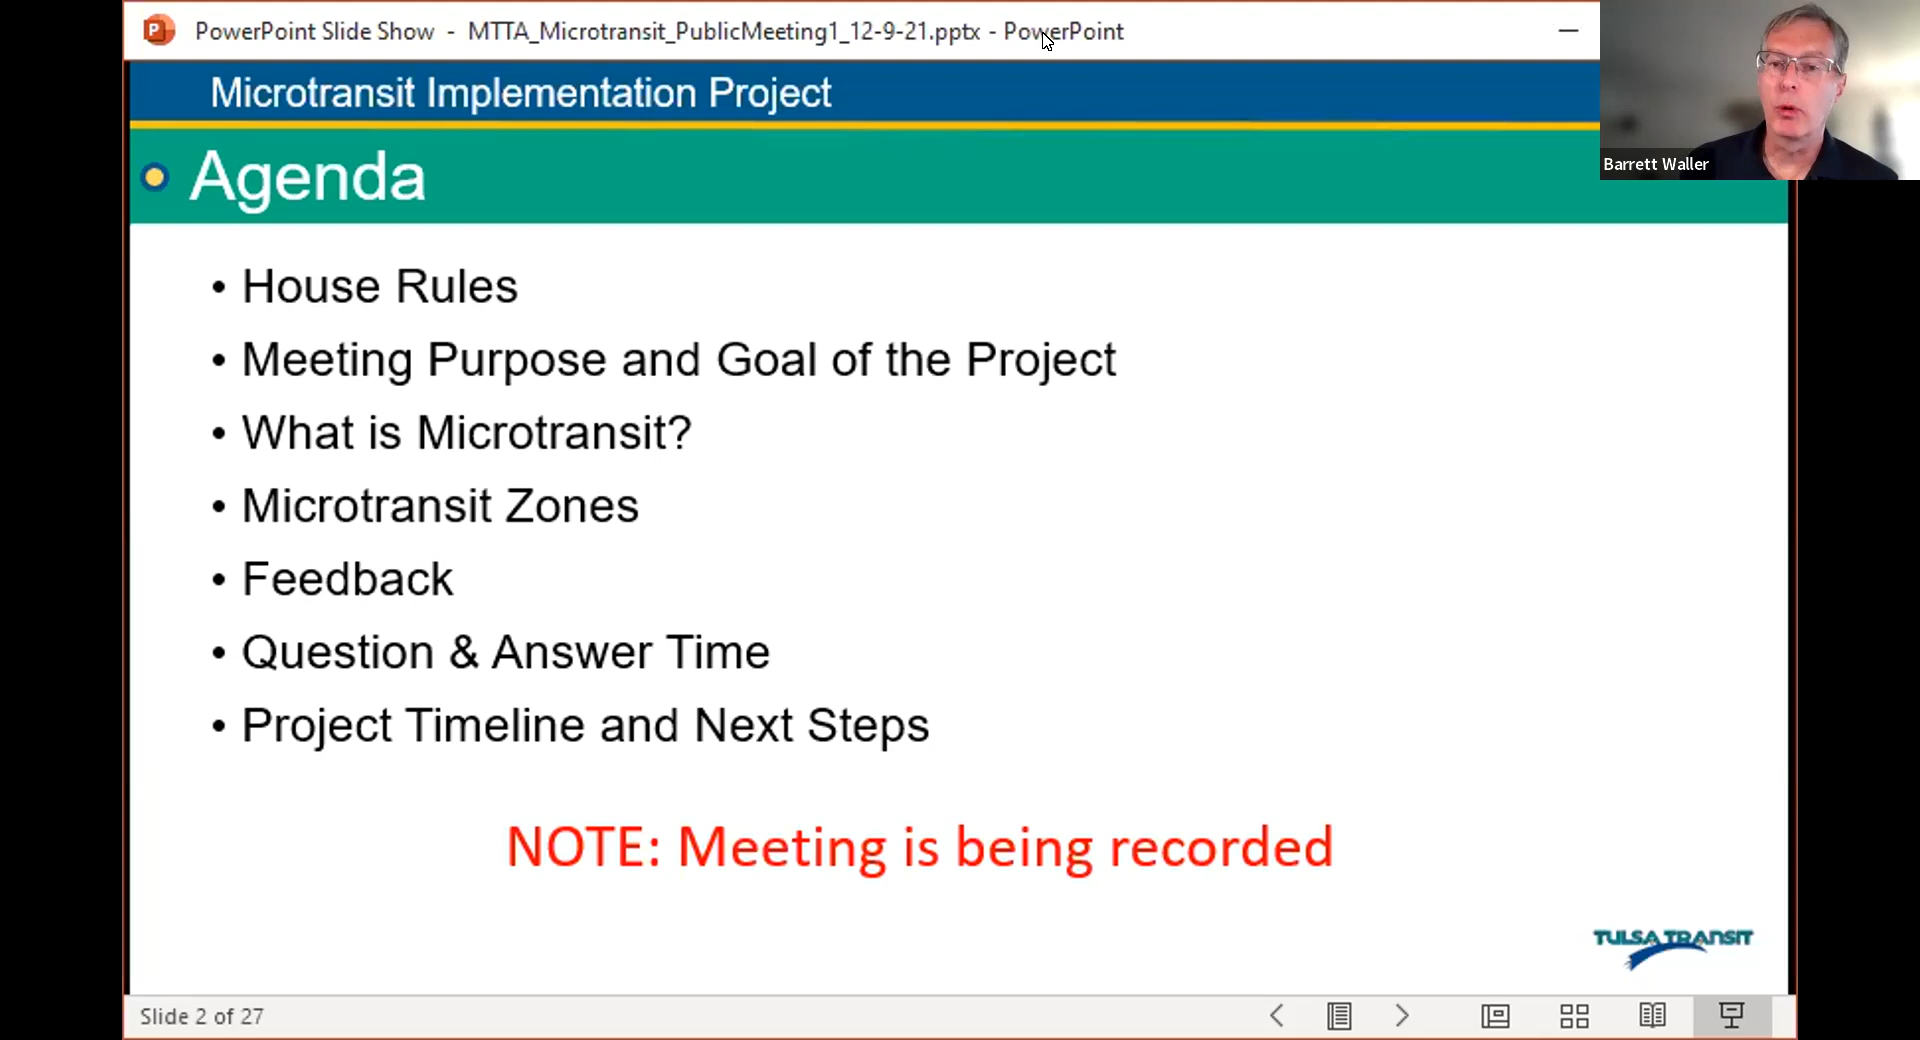 PowerPoint Slide Show - MTTA_Microtransit_PublicMeeting1_12-9-21.pptx - PowerPoint
Microtransit Implementation Project
Barrett Waller
Agenda
• House Rules
• Meeting Purpose and Goal of the Project
• What is Microtransit?
• Microtransit Zones
• Feedback
• Question & Answer Time
• Project Timeline and Next Steps
NOTE: Meeting is being recorded
TULSA TRANSIT
Slide 2 of 27